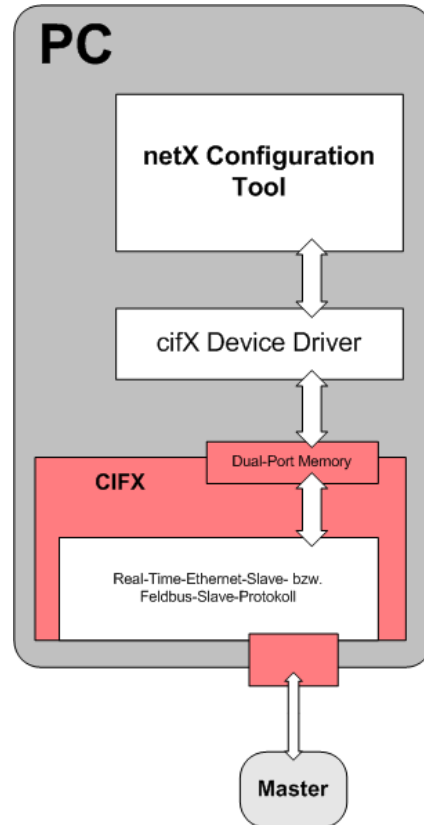 PC
netX Configuration
Tool
cifX Device Driver
Dual-Port Memory
CIFX
Real-Time-Ethernet-Slave- bzw.
Feldbus-Slave-Protokoll
Master